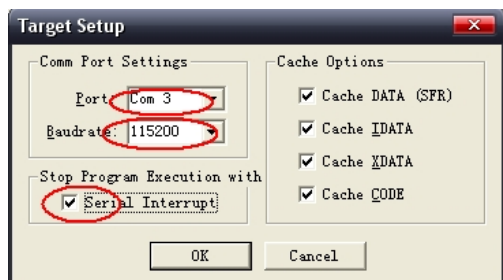 Target Setup
Comm Port Settings
Port: Com 3
Baudrate: 115200
Stop Program Execution with
Serial Interrupt
Cache Options
Cache DATA (SFR)
Cache IDATA
Cache XDATA
Cache CODE
OK
Cancel